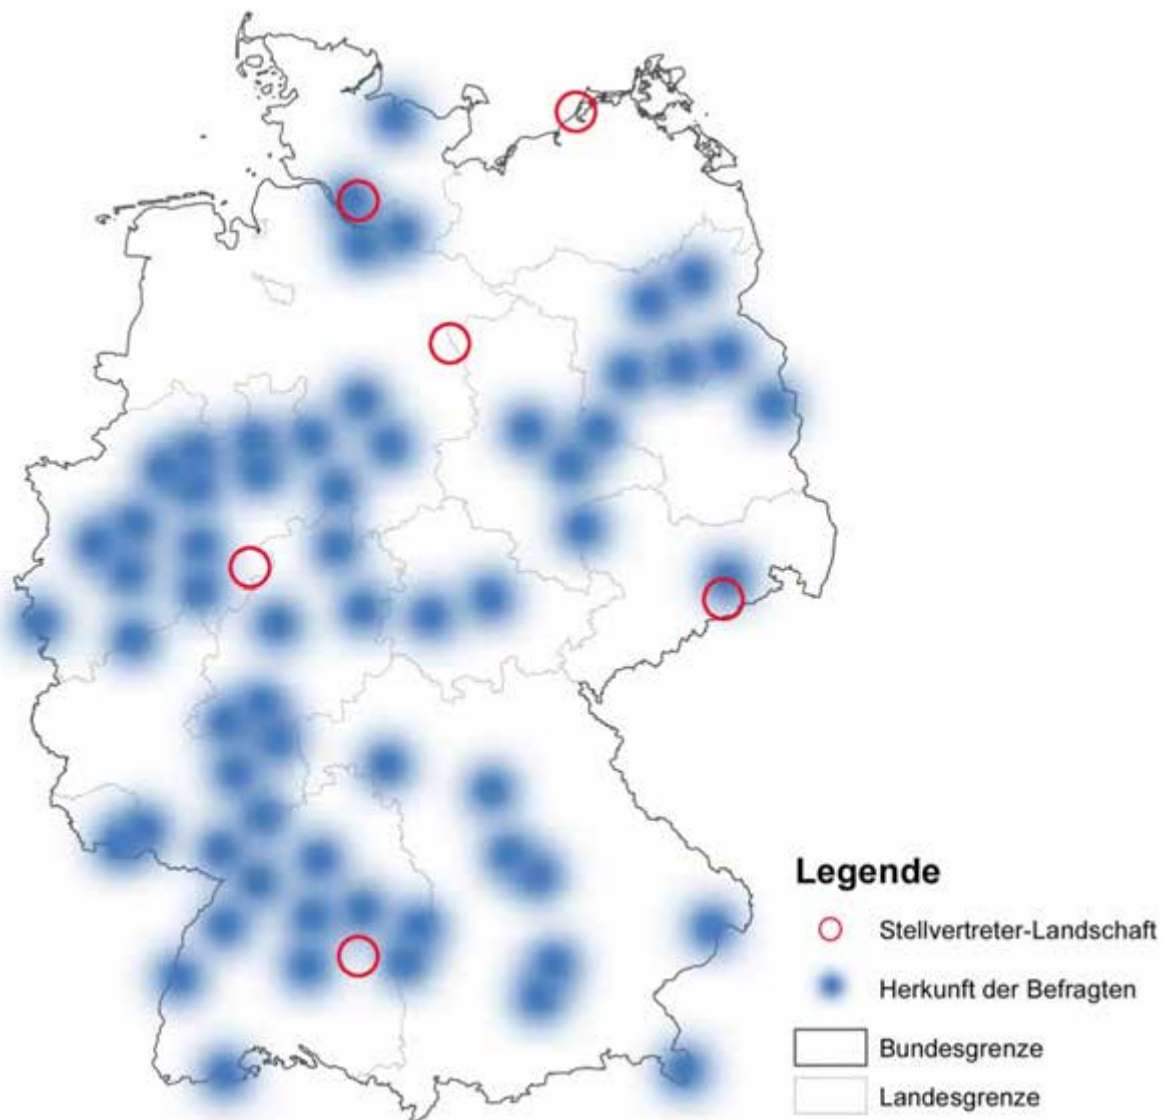 Legende
Stellvertreter-Landschaft
Herkunft der Befragten
Bundesgrenze
Landesgrenze